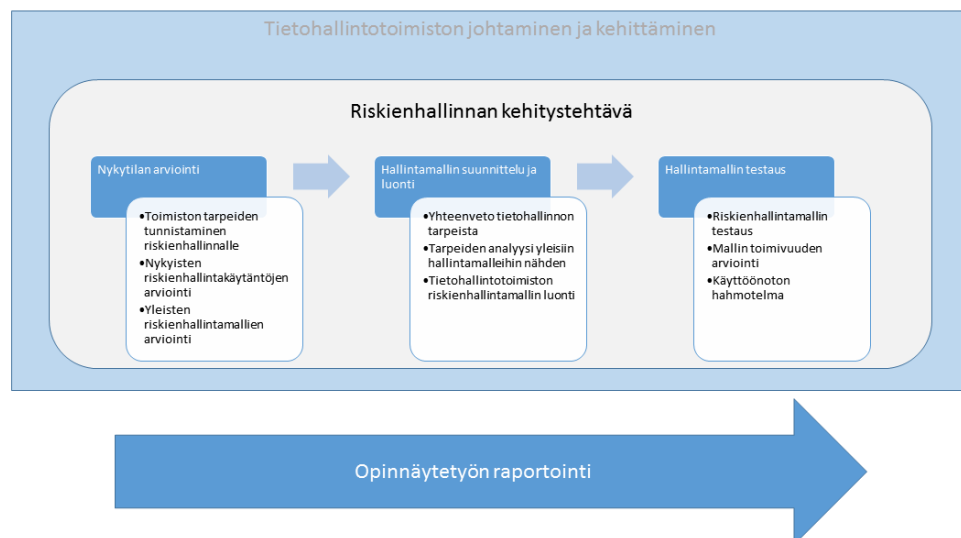 Tietohallintotoimiston johtaminen ja kehittäminen
Riskienhallinnan kehitystehtävä
Nykytilan arviointi
•Toimiston tarpeiden
tunnistaminen
riskienhallinnalle
•Nykyisten
riskienhallintakäytäntöjen
arviointi
•Yleisten
riskienhallintamallien
arviointi
Hallintamallin suunnittelu ja
luonti
•Yhteenveto tietohallinnon
tarpeista
•Tarpeiden analyysi yleisiin
hallintamalleihin nähden
•Tietohallintotoimiston
riskienhallintamallin luonti
Hallintamallin testaus
•Riskienhallintamallin
testaus
•Mallin toimivuuden
arviointi
•Käyttöönoton
hahmotelma
Opinnäytetyön raportointi